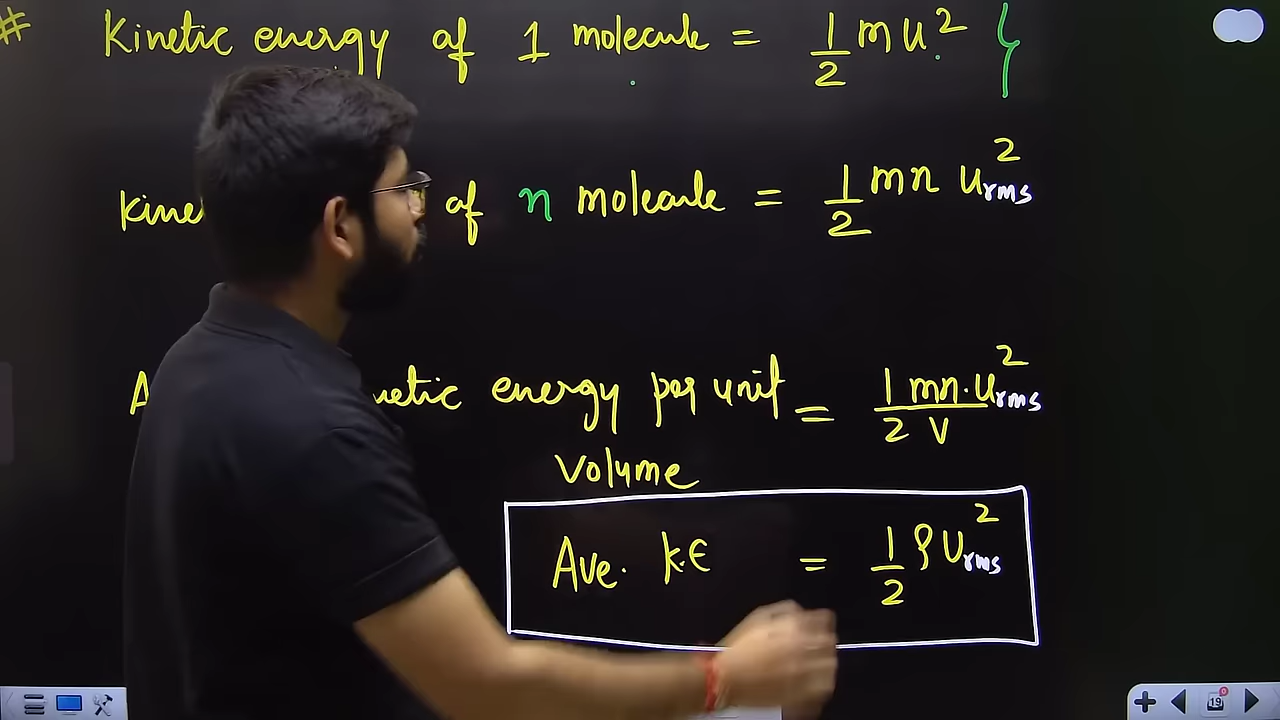 # Kinetic energy of 1 molecule = 1/2 mu²
of n molecule = 1/2 mn u²rms
energy per unit = 1/2 mn·u²rms / V
Volume
Ave. K.E = 1/2 ρ U²rms
19